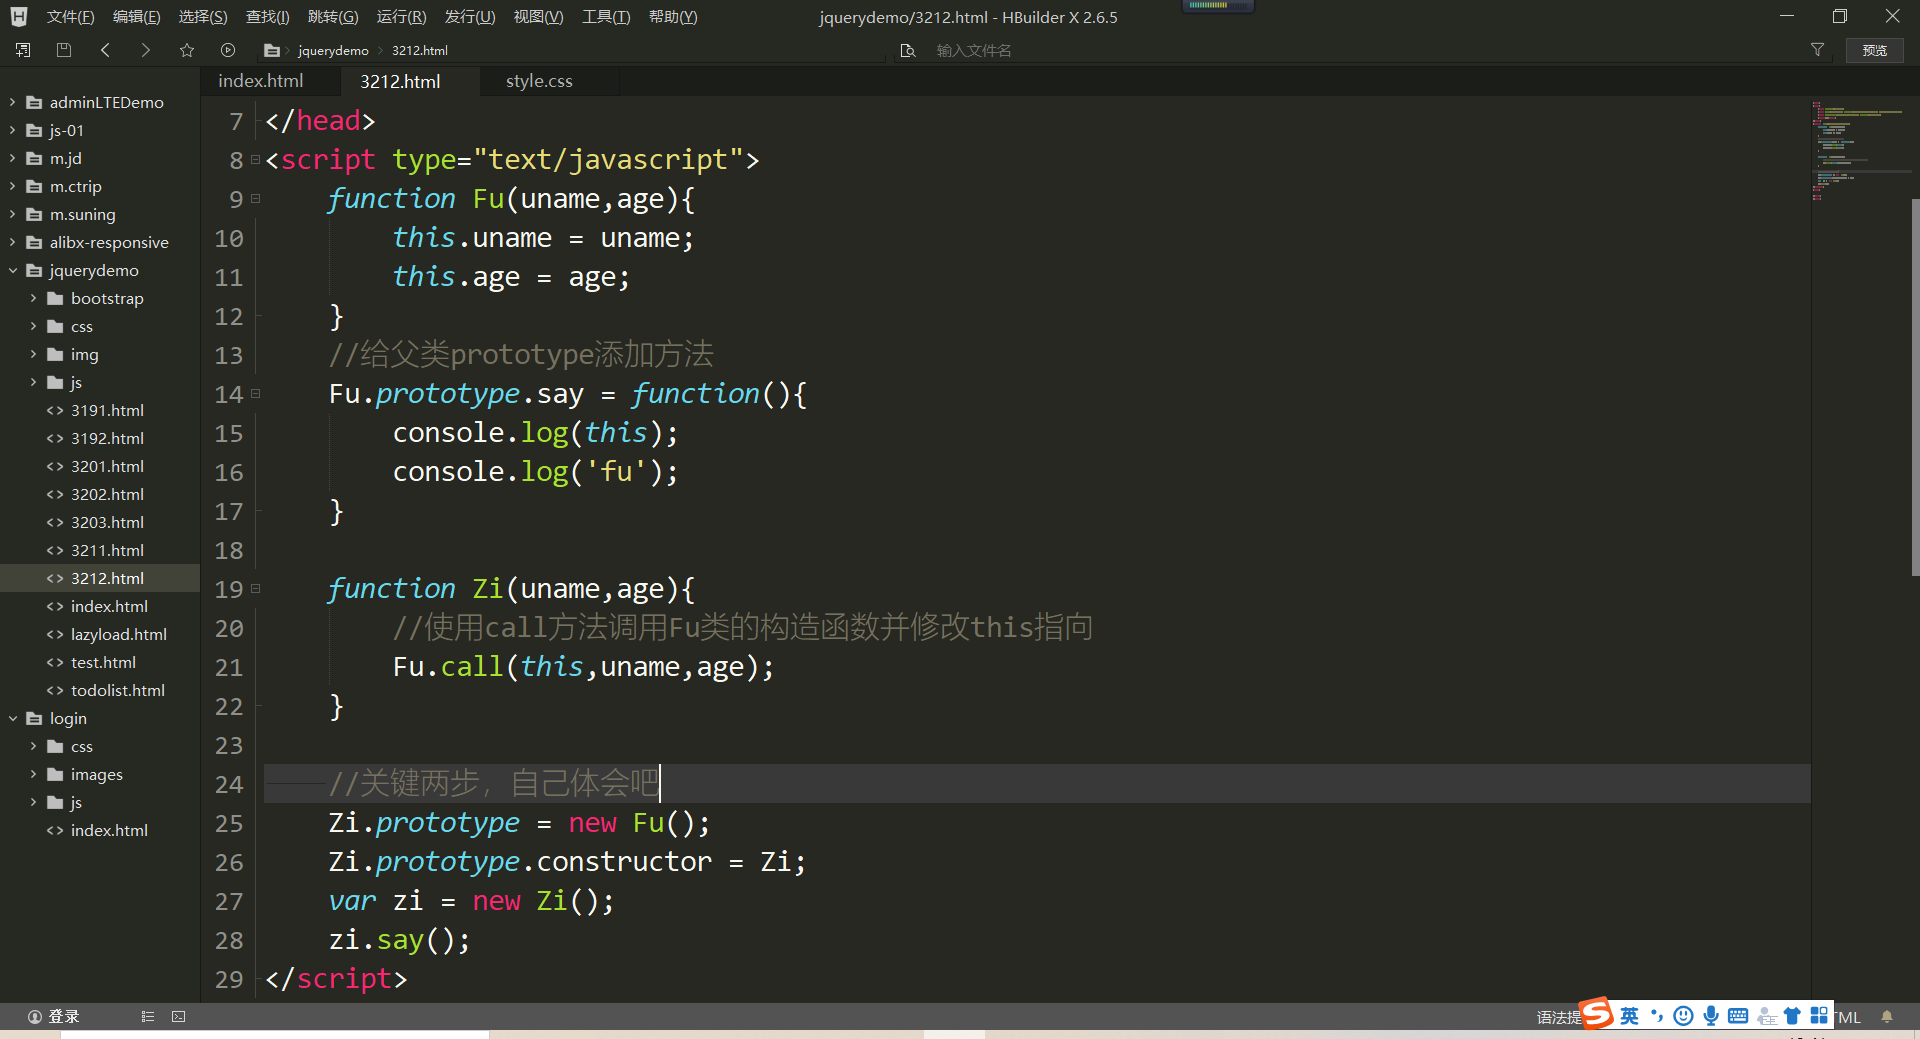 文件(F) 编辑(E) 选择(S) 查找(I) 跳转(G) 运行(R) 发行(U) 视图(V) 工具(T) 帮助(Y) jquerydemo/3212.html - HBuilder X 2.6.5
jquerydemo 3212.html 输入文件名 预览
index.html 3212.html style.css
adminLTEDemo
js-01
m.jd
m.ctrip
m.suning
alibx-responsive
jquerydemo
bootstrap
css
img
js
3191.html
3192.html
3201.html
3202.html
3203.html
3211.html
3212.html
index.html
lazyload.html
test.html
todolist.html
login
css
images
js
index.html
7 </head>
8 <script type="text/javascript">
9 function Fu(uname,age){
10 this.uname = uname;
11 this.age = age;
12 }
13 //给父类prototype添加方法
14 Fu.prototype.say = function(){
15 console.log(this);
16 console.log('fu');
17 }
18
19 function Zi(uname,age){
20 //使用call方法调用Fu类的构造函数并修改this指向
21 Fu.call(this,uname,age);
22 }
23
24 //关键两步，自己体会吧
25 Zi.prototype = new Fu();
26 Zi.prototype.constructor = Zi;
27 var zi = new Zi();
28 zi.say();
29 </script>
登录 语法提 英 TML